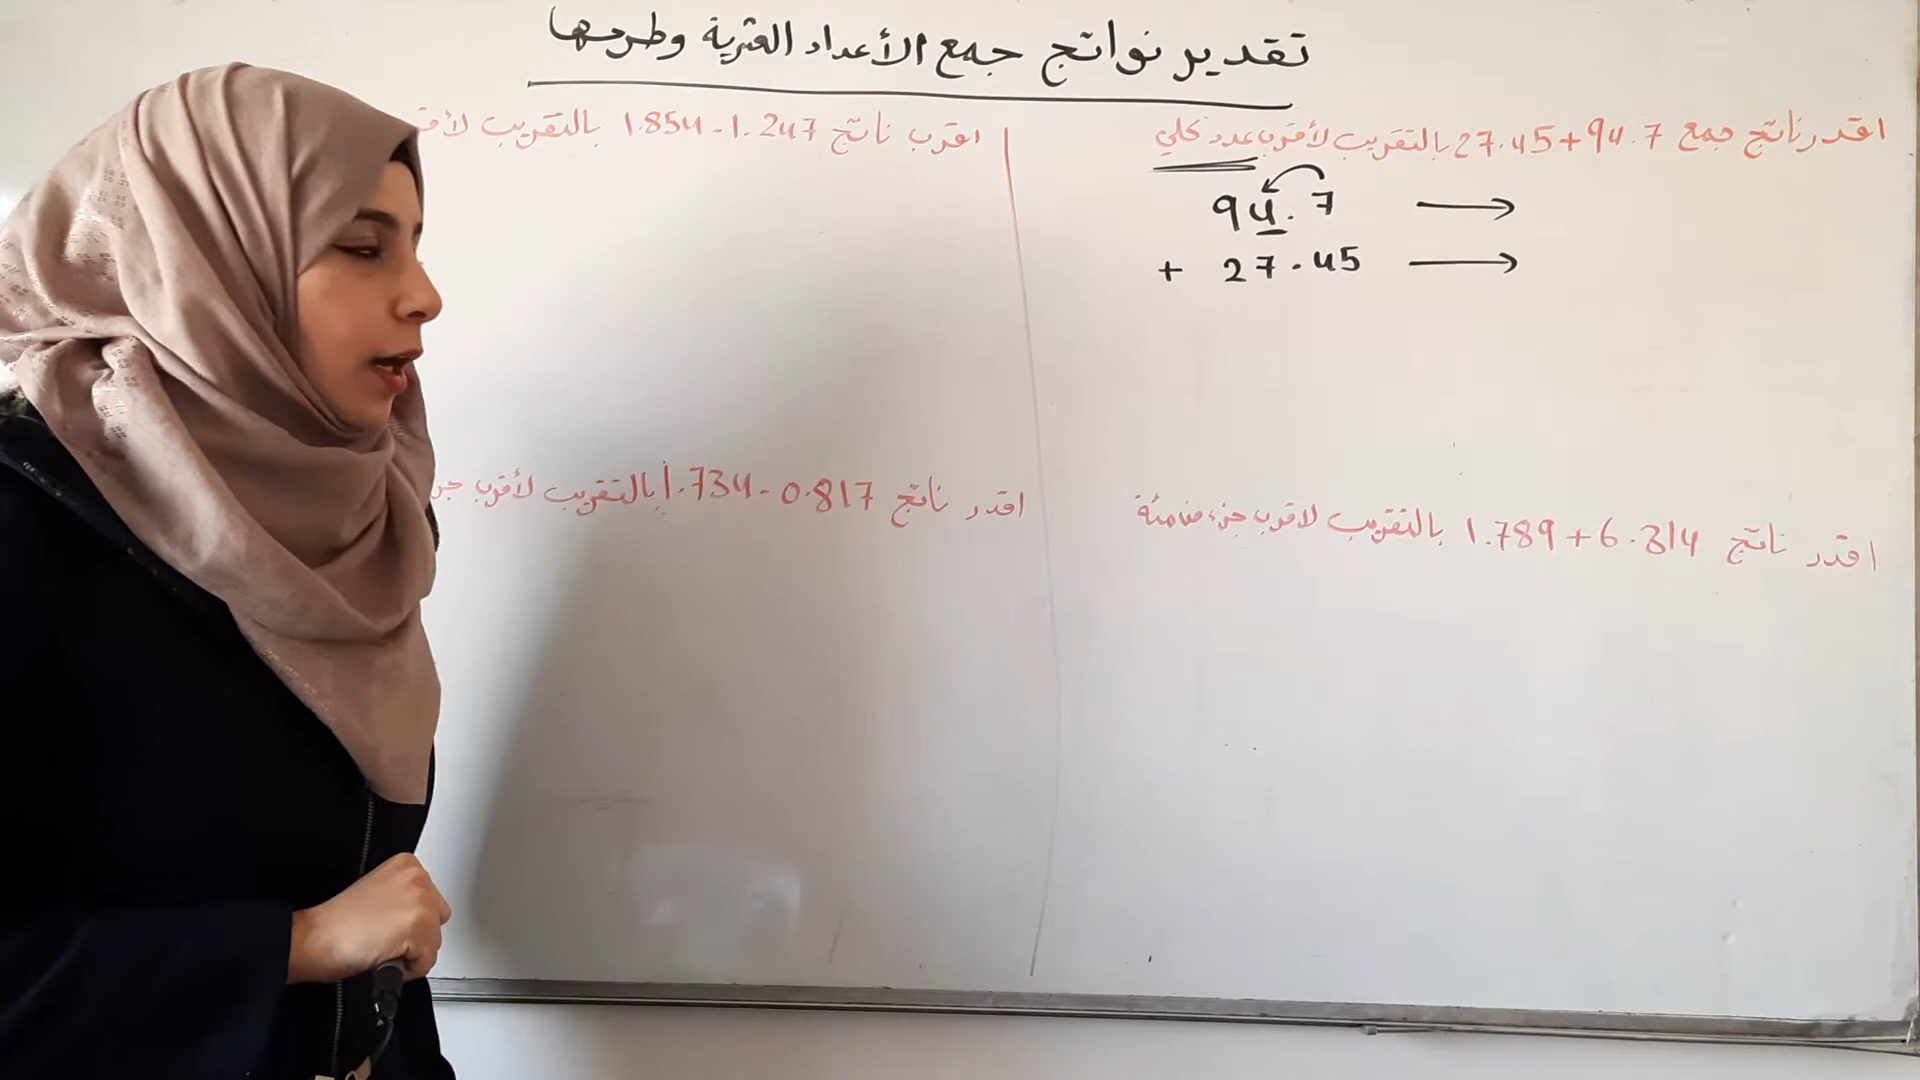 تقدير نواتج جمع الأعداد العشرية وطرحها
اقدر ناتج جمع 94.7 + 27.45 بالتقريب لأقرب عدد كلي
94.7 →
+ 27.45 →
اقدر ناتج 1.789 + 6.314 بالتقريب لاقرب جزء من مئة
اقرب ناتج 1.854 - 1.247 بالتقريب
اقدر ناتج 1.734 - 0.817 بالتقريب لأقرب